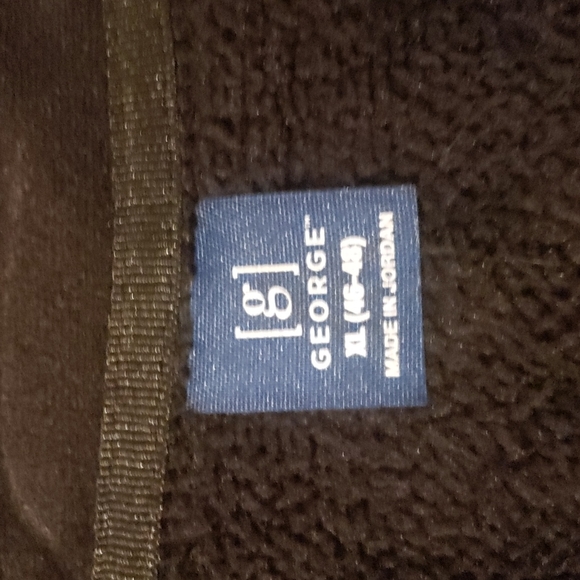 [g]
GEORGE™
XL (46-48)
MADE IN JORDAN